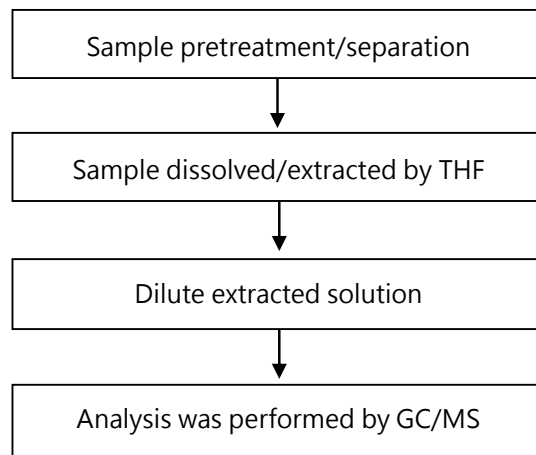 Sample pretreatment/separation
Sample dissolved/extracted by THF
Dilute extracted solution
Analysis was performed by GC/MS